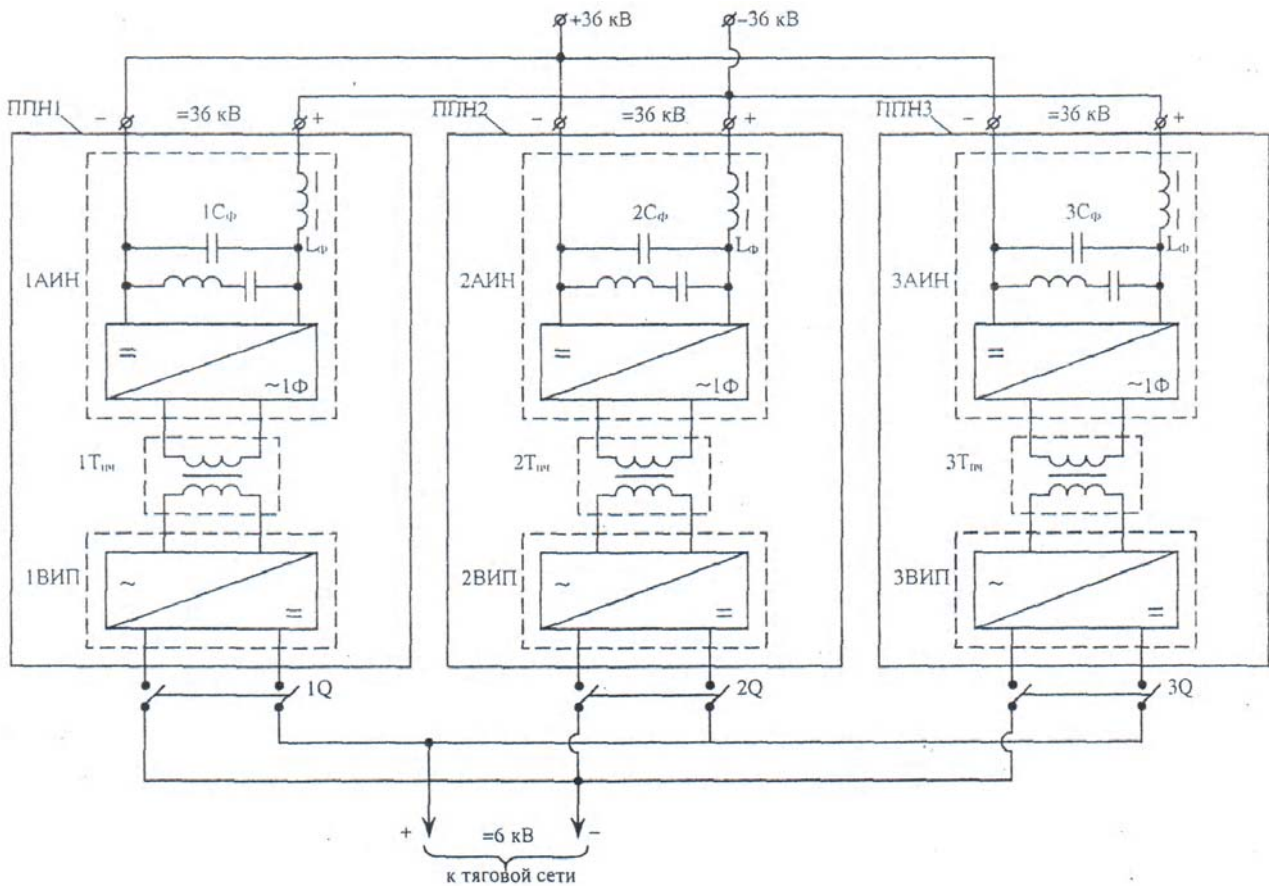 +36 кВ
–36 кВ
ППН1
– =36 кВ +
ППН2
– =36 кВ +
ППН3
– =36 кВ +
1Cф
2Cф
3Cф
Lф
Lф
Lф
1АИН
2АИН
3АИН
= ~1Ф
= ~1Ф
= ~1Ф
1Tпч
2Tпч
3Tпч
1ВИП
2ВИП
3ВИП
~ =
~ =
~ =
1Q
2Q
3Q
+ =6 кВ –
к тяговой сети